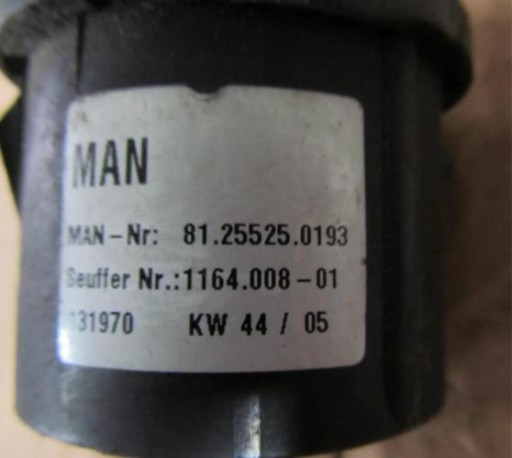 MAN
MAN-Nr: 81.25525.0193
Seuffer Nr.:1164.008-01
131970 KW 44 / 05